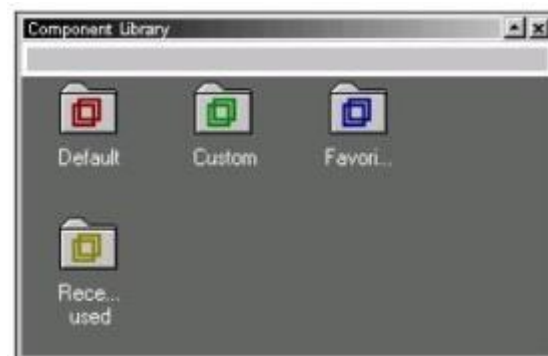 Component Library
Default
Custom
Favori...
Rece...
used